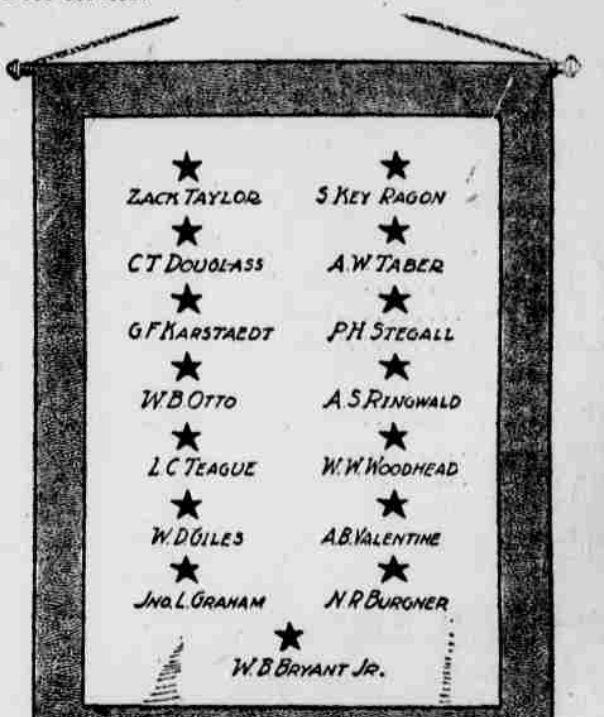 ZACK TAYLOR
S KEY RAGON
C T DOUGLASS
A. W. TABER
G F KARSTAEDT
P H STEGALL
W. B. OTTO
A. S. RINGWALD
L C TEAGUE
W. W. WOODHEAD
W. D. GILES
A. B. VALENTINE
JNO. L. GRAHAM
N R BURGNER
W. B BRYANT JR.